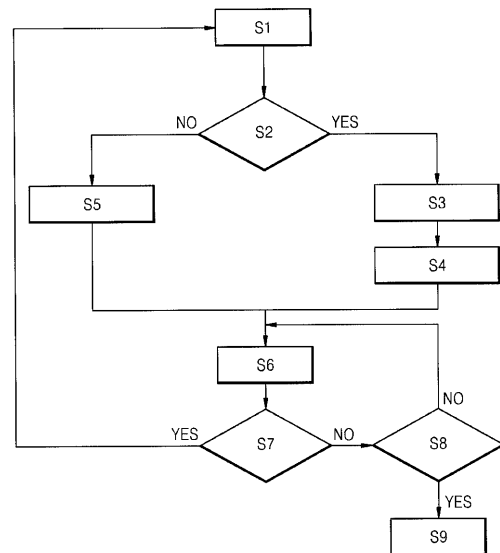 S1
NO
S2
YES
S5
S3
S4
S6
NO
YES
S7
NO
S8
YES
S9